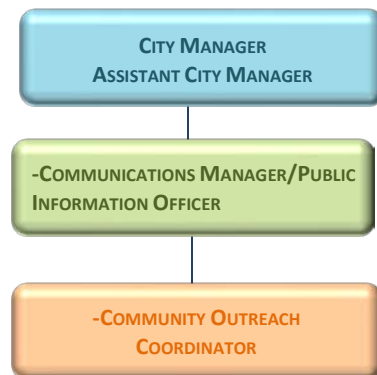 City Manager
Assistant City Manager
-Communications Manager/Public
Information Officer
-Community Outreach
Coordinator